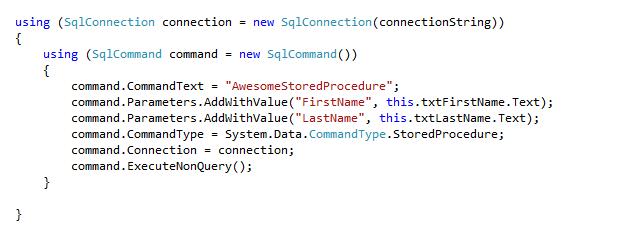 using (SqlConnection connection = new SqlConnection(connectionString))
{
    using (SqlCommand command = new SqlCommand())
    {
        command.CommandText = "AwesomeStoredProcedure";
        command.Parameters.AddWithValue("FirstName", this.txtFirstName.Text);
        command.Parameters.AddWithValue("LastName", this.txtLastName.Text);
        command.CommandType = System.Data.CommandType.StoredProcedure;
        command.Connection = connection;
        command.ExecuteNonQuery();
    }

}